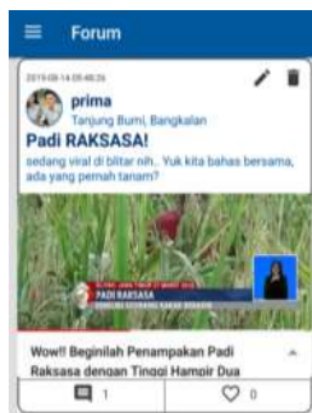 Forum
2019-08-14 05:48:26
prima
Tanjung Bumi, Bangkalan
Padi RAKSASA!
sedang viral di blitar nih.. Yuk kita bahas bersama,
ada yang pernah tanam?
PADI RAKSASA
Wow!! Beginilah Penampakan Padi
Raksasa dengan Tinggi Hampir Dua
1
0